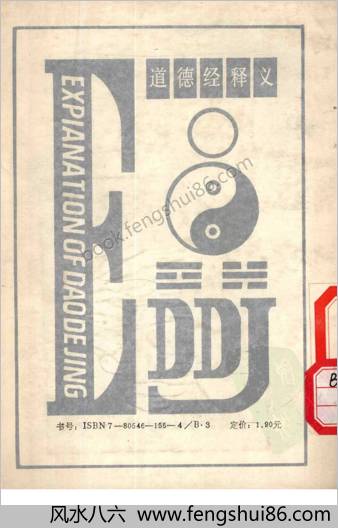 道德经释义
EXPIANATION OF DAODEJING
E
DDJ
book.fengshui86.com
书号：ISBN 7—80546—155—4／B·3 定价：1.90元
风水八六 www.fengshui86.com